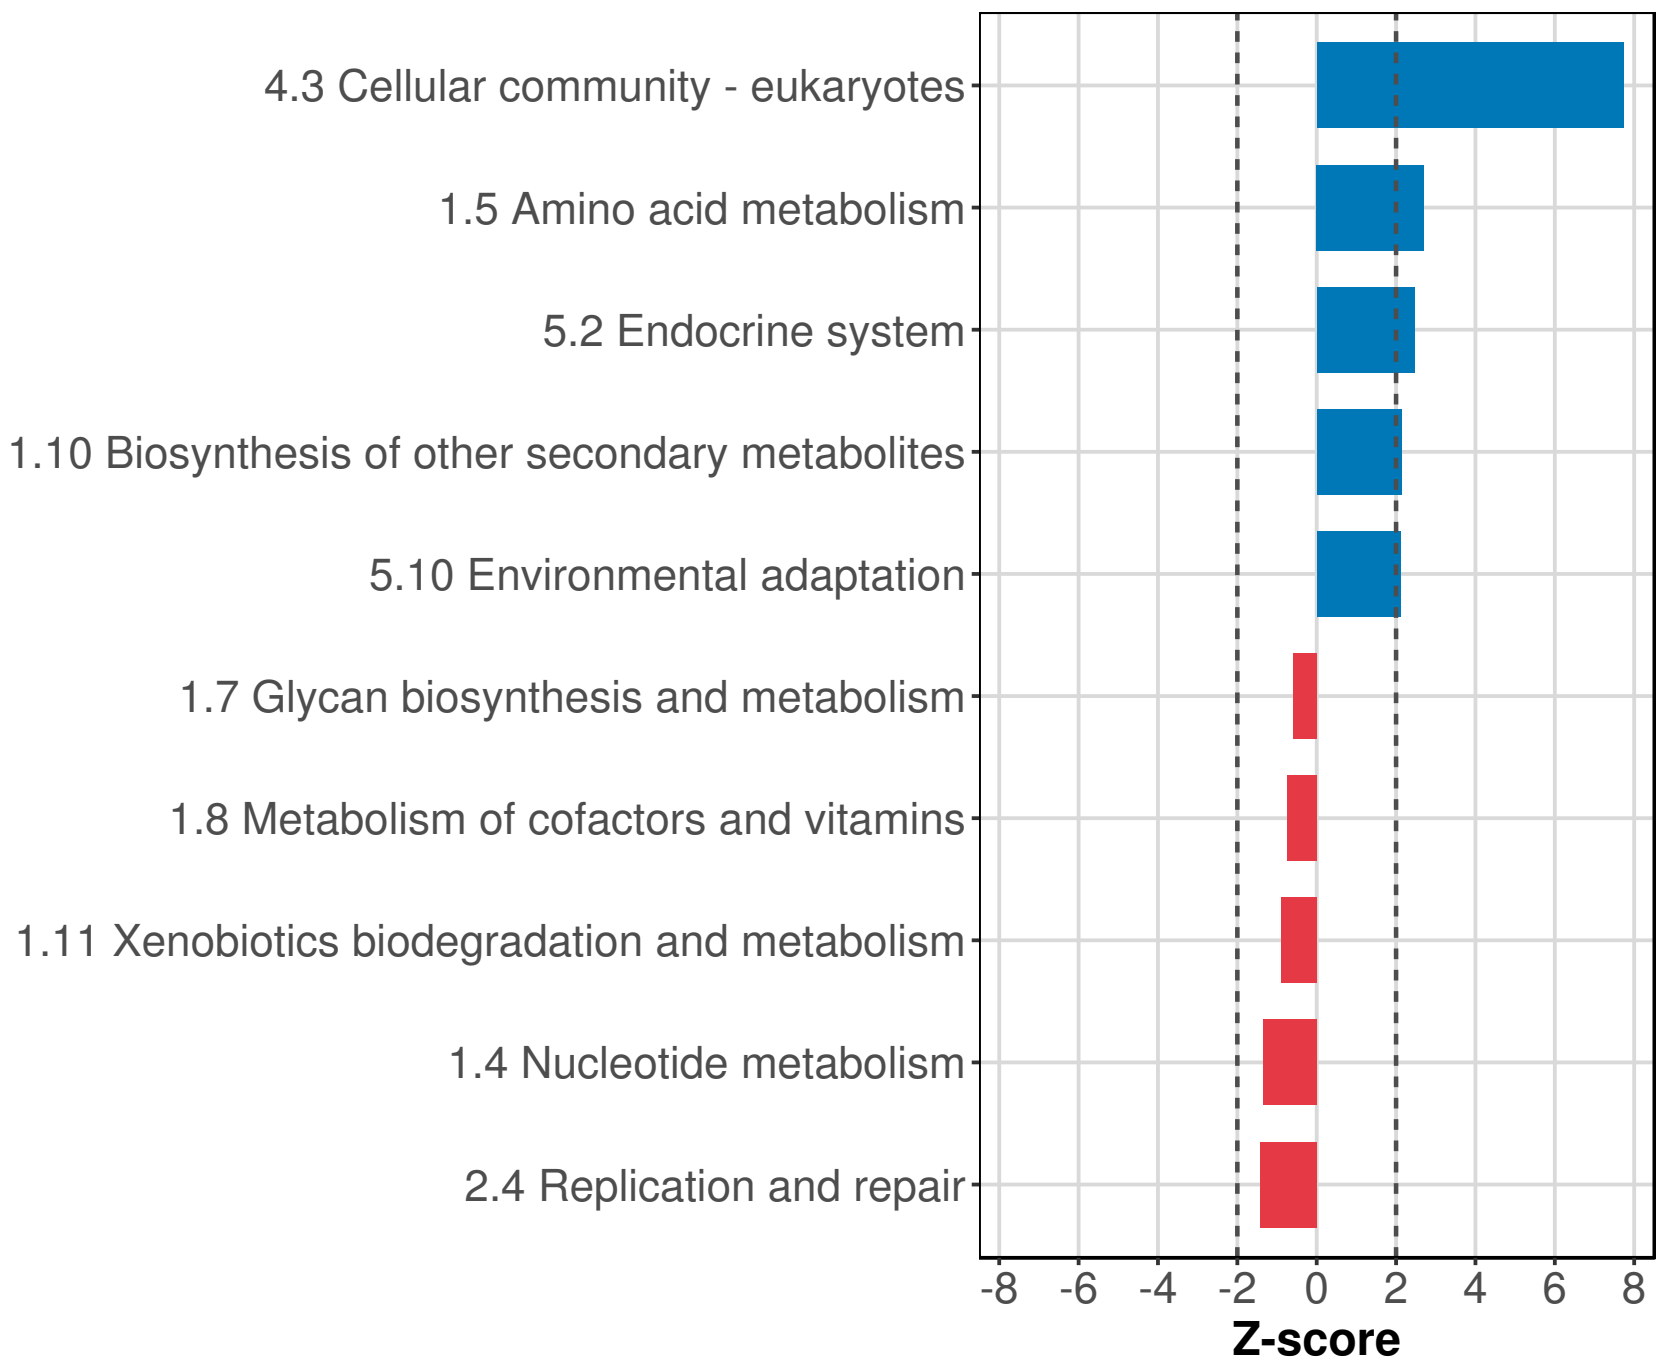 4.3 Cellular community - eukaryotes
1.5 Amino acid metabolism
5.2 Endocrine system
1.10 Biosynthesis of other secondary metabolites
5.10 Environmental adaptation
1.7 Glycan biosynthesis and metabolism
1.8 Metabolism of cofactors and vitamins
1.11 Xenobiotics biodegradation and metabolism
1.4 Nucleotide metabolism
2.4 Replication and repair
-8 -6 -4 -2 0 2 4 6 8
Z-score